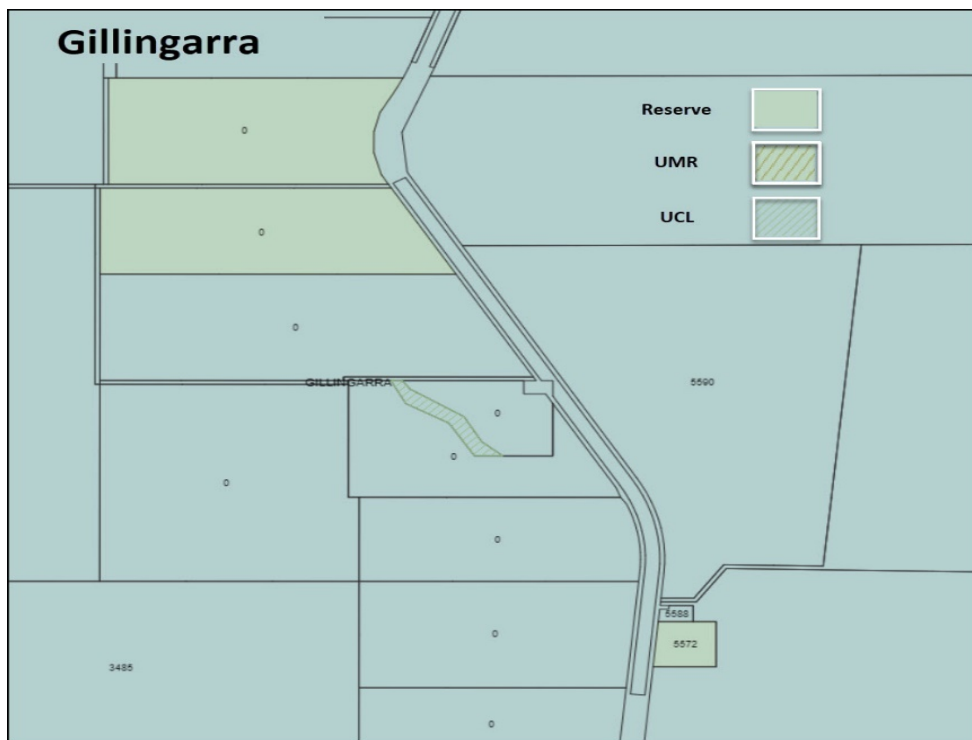 Gillingarra
Reserve
0
UMR
UCL
0
0
GILLINGARRA
5590
0
0
0
0
5588
0
5572
3485
0